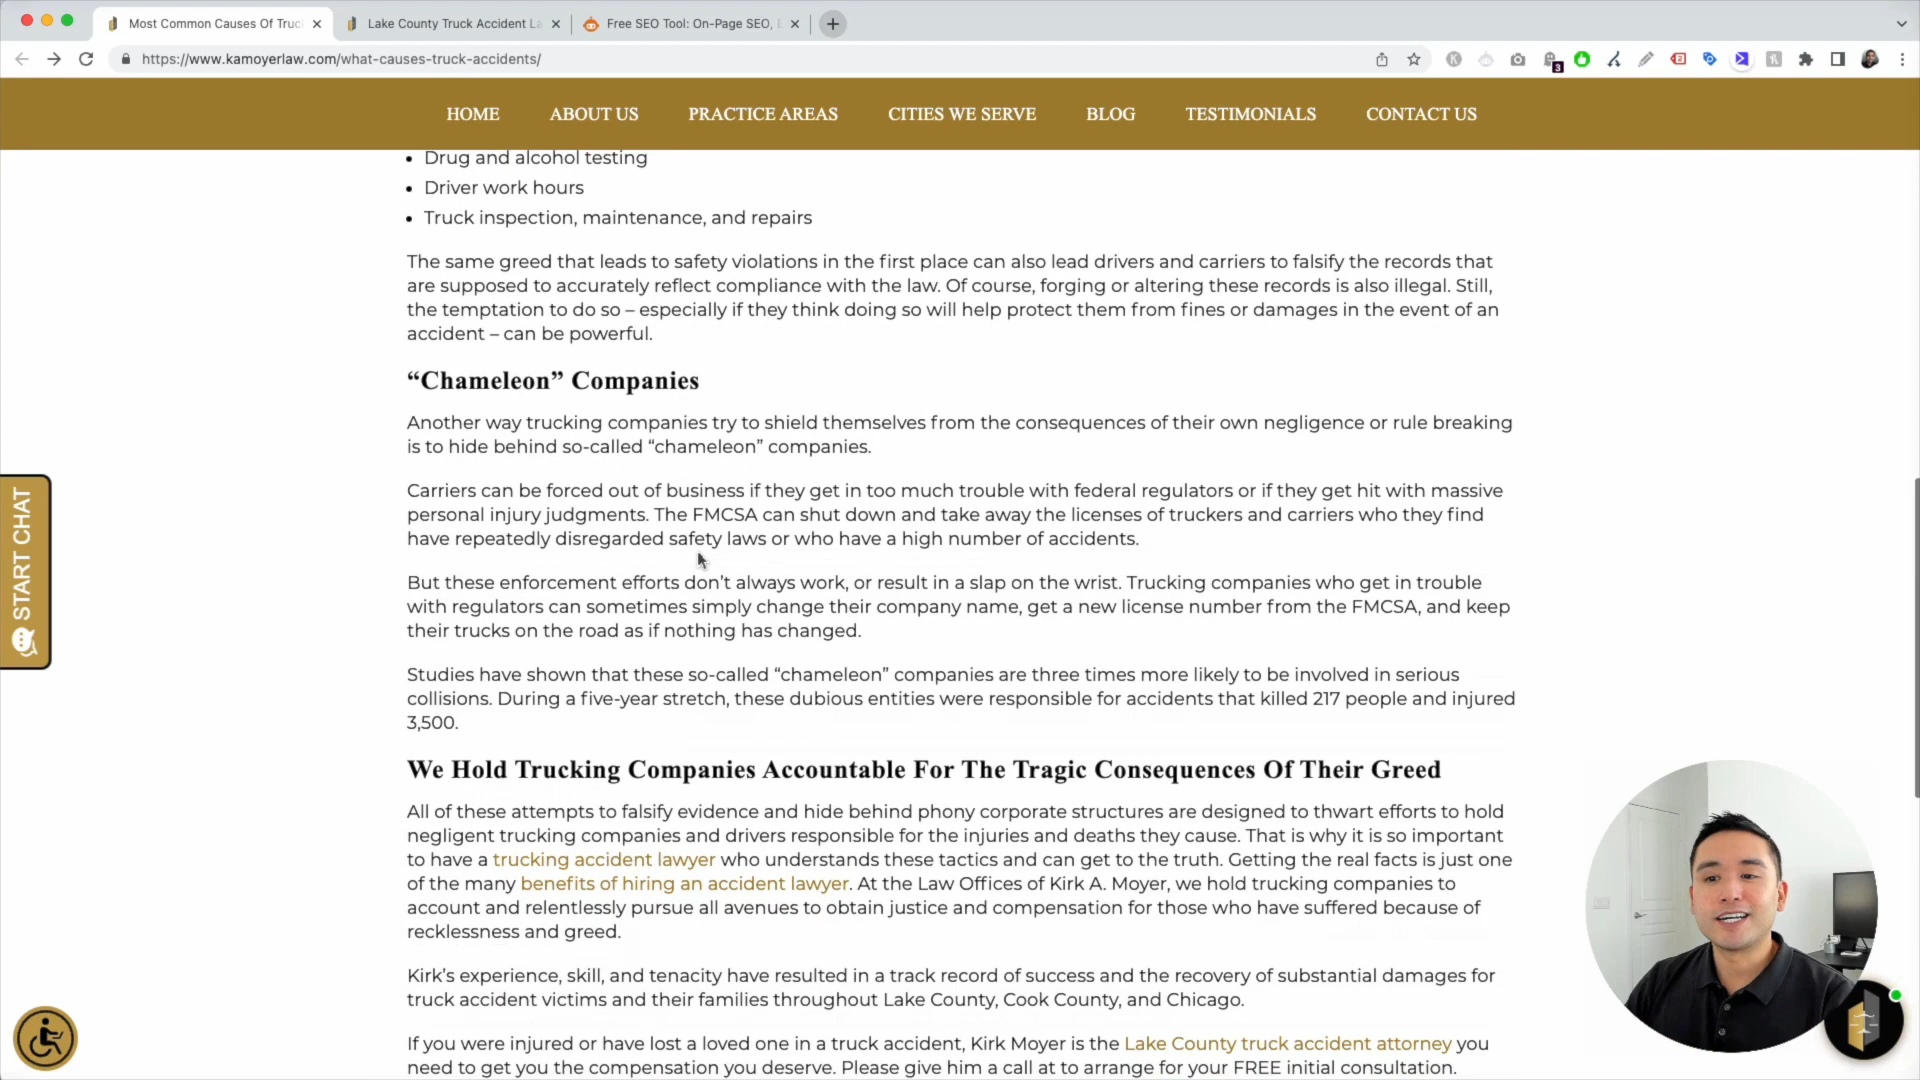 Most Common Causes Of Truc
Lake County Truck Accident La
Free SEO Tool: On-Page SEO,
https://www.kamoyerlaw.com/what-causes-truck-accidents/
3
HOME
ABOUT US
PRACTICE AREAS
CITIES WE SERVE
BLOG
TESTIMONIALS
CONTACT US
• Drug and alcohol testing
• Driver work hours
• Truck inspection, maintenance, and repairs
The same greed that leads to safety violations in the first place can also lead drivers and carriers to falsify the records that
are supposed to accurately reflect compliance with the law. Of course, forging or altering these records is also illegal. Still,
the temptation to do so – especially if they think doing so will help protect them from fines or damages in the event of an
accident – can be powerful.
“Chameleon” Companies
Another way trucking companies try to shield themselves from the consequences of their own negligence or rule breaking
is to hide behind so-called “chameleon” companies.
Carriers can be forced out of business if they get in too much trouble with federal regulators or if they get hit with massive
personal injury judgments. The FMCSA can shut down and take away the licenses of truckers and carriers who they find
have repeatedly disregarded safety laws or who have a high number of accidents.
But these enforcement efforts don’t always work, or result in a slap on the wrist. Trucking companies who get in trouble
with regulators can sometimes simply change their company name, get a new license number from the FMCSA, and keep
their trucks on the road as if nothing has changed.
START CHAT
Studies have shown that these so-called “chameleon” companies are three times more likely to be involved in serious
collisions. During a five-year stretch, these dubious entities were responsible for accidents that killed 217 people and injured
3,500.
We Hold Trucking Companies Accountable For The Tragic Consequences Of Their Greed
All of these attempts to falsify evidence and hide behind phony corporate structures are designed to thwart efforts to hold
negligent trucking companies and drivers responsible for the injuries and deaths they cause. That is why it is so important
to have a trucking accident lawyer who understands these tactics and can get to the truth. Getting the real facts is just one
of the many benefits of hiring an accident lawyer. At the Law Offices of Kirk A. Moyer, we hold trucking companies to
account and relentlessly pursue all avenues to obtain justice and compensation for those who have suffered because of
recklessness and greed.
Kirk’s experience, skill, and tenacity have resulted in a track record of success and the recovery of substantial damages for
truck accident victims and their families throughout Lake County, Cook County, and Chicago.
If you were injured or have lost a loved one in a truck accident, Kirk Moyer is the Lake County truck accident attorney you
need to get you the compensation you deserve. Please give him a call at to arrange for your FREE initial consultation.